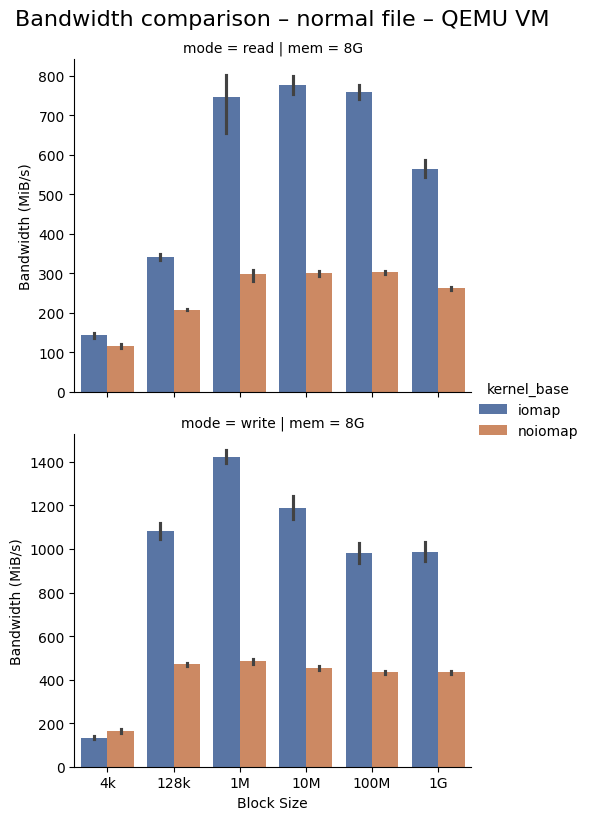 Bandwidth comparison – normal file – QEMU VM
mode = read | mem = 8G
800
700
600
500
400
300
200
100
0
Bandwidth (MiB/s)
kernel_base
iomap
noiomap
mode = write | mem = 8G
1400
1200
1000
800
600
400
200
0
Bandwidth (MiB/s)
4k 128k 1M 10M 100M 1G
Block Size